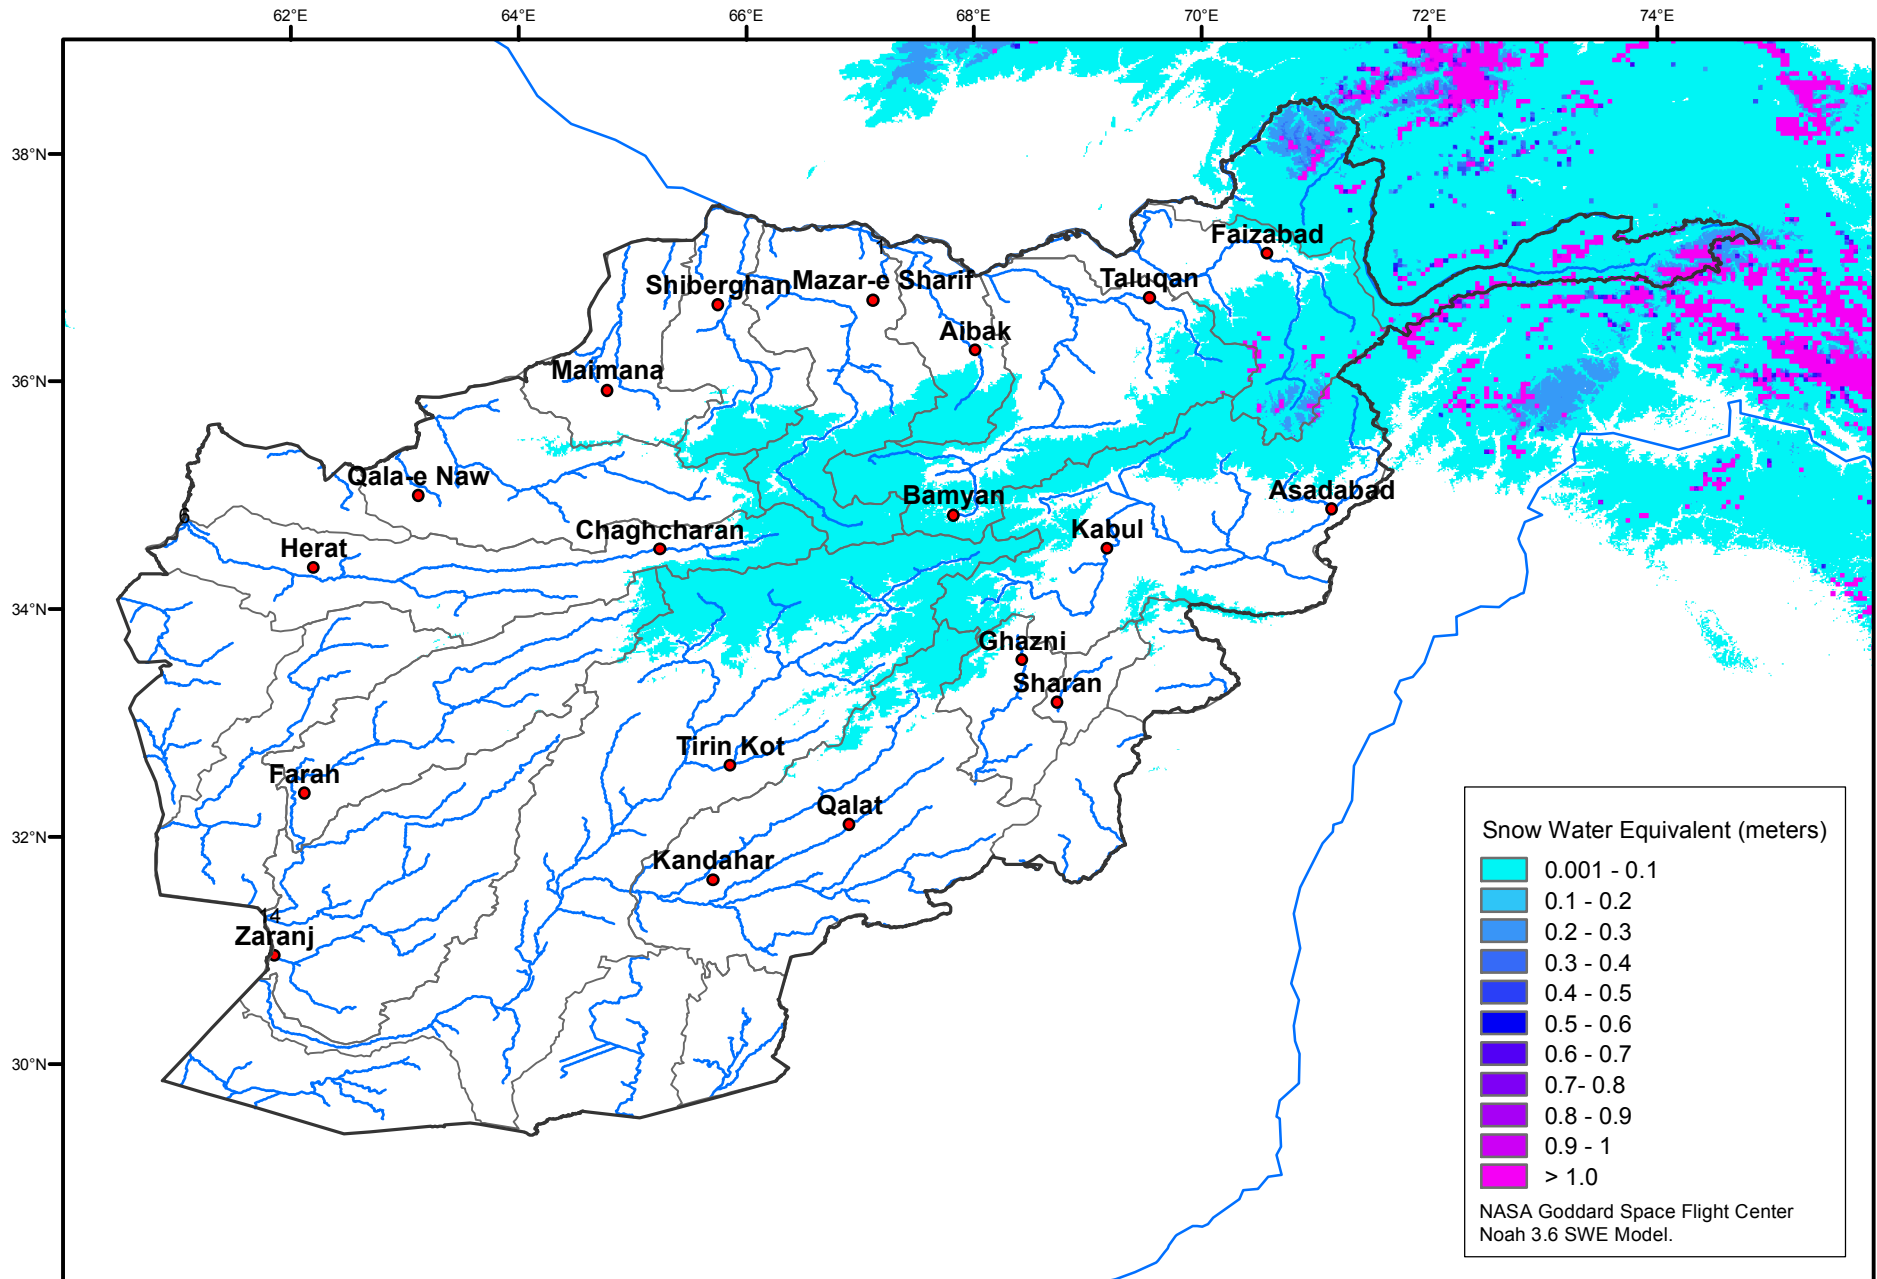 62°E
64°E
66°E
68°E
70°E
72°E
74°E
38°N
36°N
34°N
32°N
30°N
Faizabad
Shiberghan
Mazar-e Sharif
Taluqan
Aibak
Maimana
Qala-e Naw
Bamyan
Asadabad
6
Chaghcharan
Kabul
Herat
Ghazni
Sharan
Tirin Kot
Farah
Qalat
Kandahar
14
Zaranj
Snow Water Equivalent (meters)
0.001 - 0.1
0.1 - 0.2
0.2 - 0.3
0.3 - 0.4
0.4 - 0.5
0.5 - 0.6
0.6 - 0.7
0.7- 0.8
0.8 - 0.9
0.9 - 1
> 1.0
NASA Goddard Space Flight Center
Noah 3.6 SWE Model.